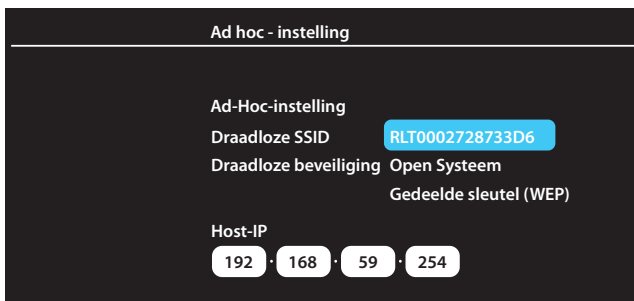 Ad hoc - instelling
Ad-Hoc-instelling
Draadloze SSID RLT0002728733D6
Draadloze beveiliging Open Systeem
Gedeelde sleutel (WEP)
Host-IP
192 · 168 · 59 · 254